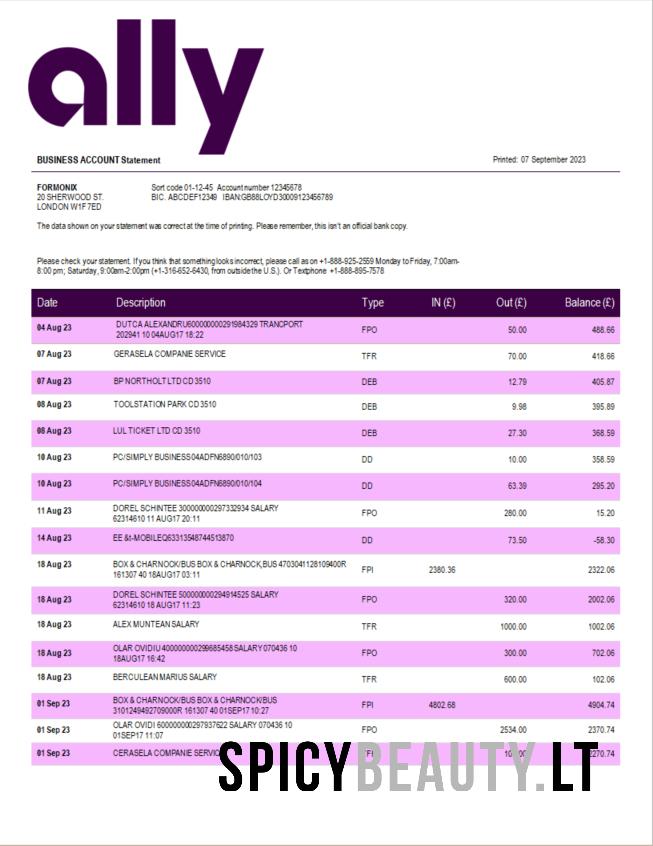 ally
BUSINESS ACCOUNT Statement
Printed: 07 September 2023
FORMONIX
Sort code 01-12-45 Account number 12345678
20 SHERWOOD ST.
BIC. ABCDEF12349 IBAN:GB88LOYD30009123456789
LONDON W1F 7ED
The data shown on your statement was correct at the time of printing. Please remember, this isn't an official bank copy.
Please check your statement. If you think that something looks incorrect, please call as on +1-888-925-2559 Monday to Friday, 7:00am-
8:00 pm; Saturday, 9:00am-2:00pm (+1-316-652-6430, from outside the U.S.). Or Textphone +1-888-895-7578
Date Description Type IN (£) Out (£) Balance (£)
04 Aug 23 DUTCA ALEXANDRU600000000291984329 TRANCPORT FPO 50.00 488.66
202941 10 04AUG17 18:22
07 Aug 23 GERASELA COMPANIE SERVICE TFR 70.00 418.66
07 Aug 23 BP NORTHOLT LTD CD 3510 DEB 12.79 405.87
08 Aug 23 TOOLSTATION PARK CD 3510 DEB 9.98 395.89
08 Aug 23 LUL TICKET LTD CD 3510 DEB 27.30 368.59
10 Aug 23 PC/SIMPLY BUSINESS04ADFN6890/010/103 DD 10.00 358.59
10 Aug 23 PC/SIMPLY BUSINESS04ADFN6890/010/104 DD 63.39 295.20
11 Aug 23 DOREL SCHINTEE 300000000297332934 SALARY FPO 280.00 15.20
62314610 11 AUG17 20:11
14 Aug 23 EE &t-MOBILEQ63313548744513870 DD 73.50 -58.30
18 Aug 23 BOX & CHARNOCK/BUS BOX & CHARNOCK,BUS 4703041128109400R FPI 2380.36 2322.06
161307 40 18AUG17 03:11
18 Aug 23 DOREL SCHINTEE 500000000294914525 SALARY FPO 320.00 2002.06
62314610 18 AUG17 11:23
18 Aug 23 ALEX MUNTEAN SALARY TFR 1000.00 1002.06
18 Aug 23 OLAR OVIDIU 400000000299685458 SALARY 070436 10 FPO 300.00 702.06
18AUG17 16:42
18 Aug 23 BERCULEAN MARIUS SALARY TFR 600.00 102.06
01 Sep 23 BOX & CHARNOCK/BUS BOX & CHARNOCK/BUS FPI 4802.68 4904.74
3101249492709000R 161307 40 01SEP17 10:27
01 Sep 23 OLAR OVIDI 600000000297937622 SALARY 070436 10 FPO 2534.00 2370.74
01SEP17 11:07
01 Sep 23 CERASELA COMPANIE 2270.74
SPICYBEAUTY.LT